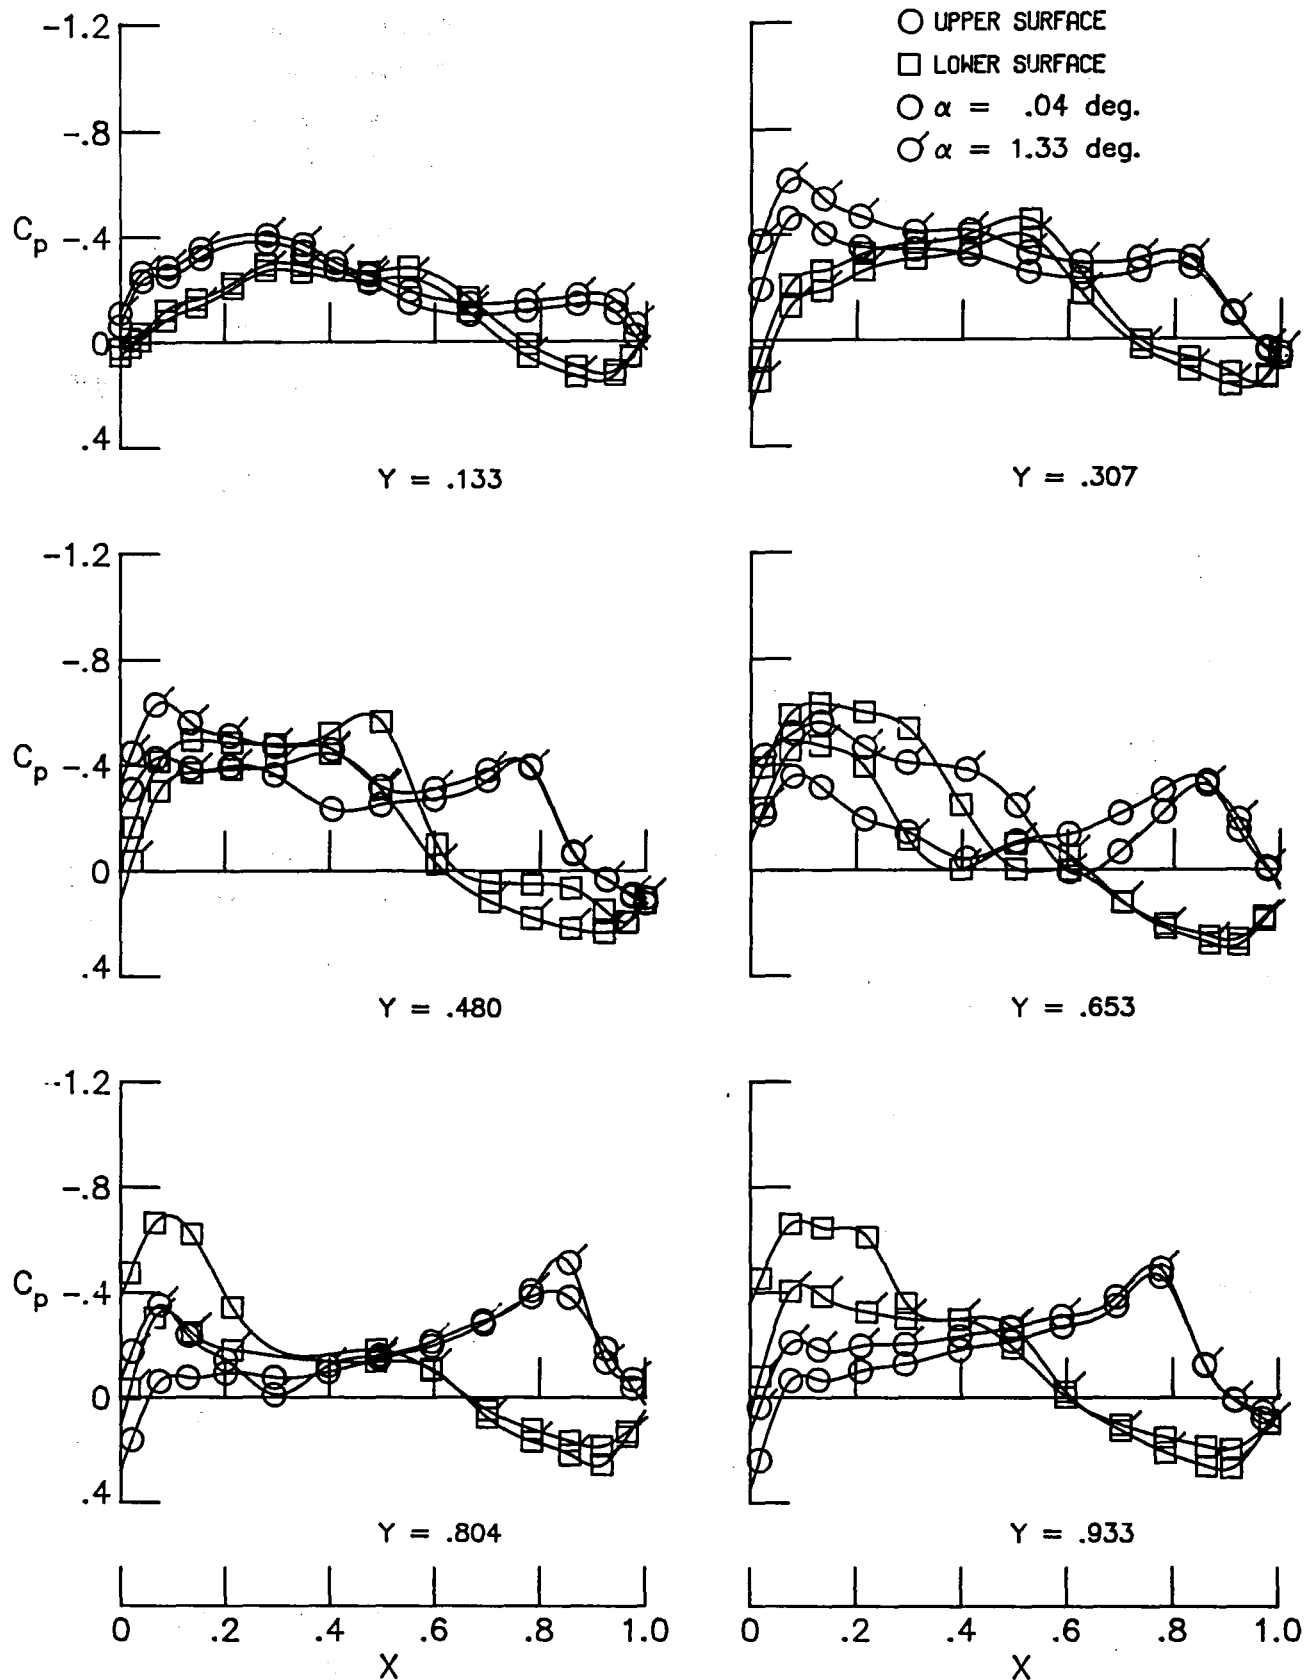 UPPER SURFACE
LOWER SURFACE
α = .04 deg.
α = 1.33 deg.
-1.2
-.8
Cp -.4
0
.4
Y = .133
Y = .307
-1.2
-.8
Cp -.4
0
.4
Y = .480
Y = .653
-1.2
-.8
Cp -.4
0
.4
Y = .804
Y = .933
0 .2 .4 .6 .8 1.0
0 .2 .4 .6 .8 1.0
X
X